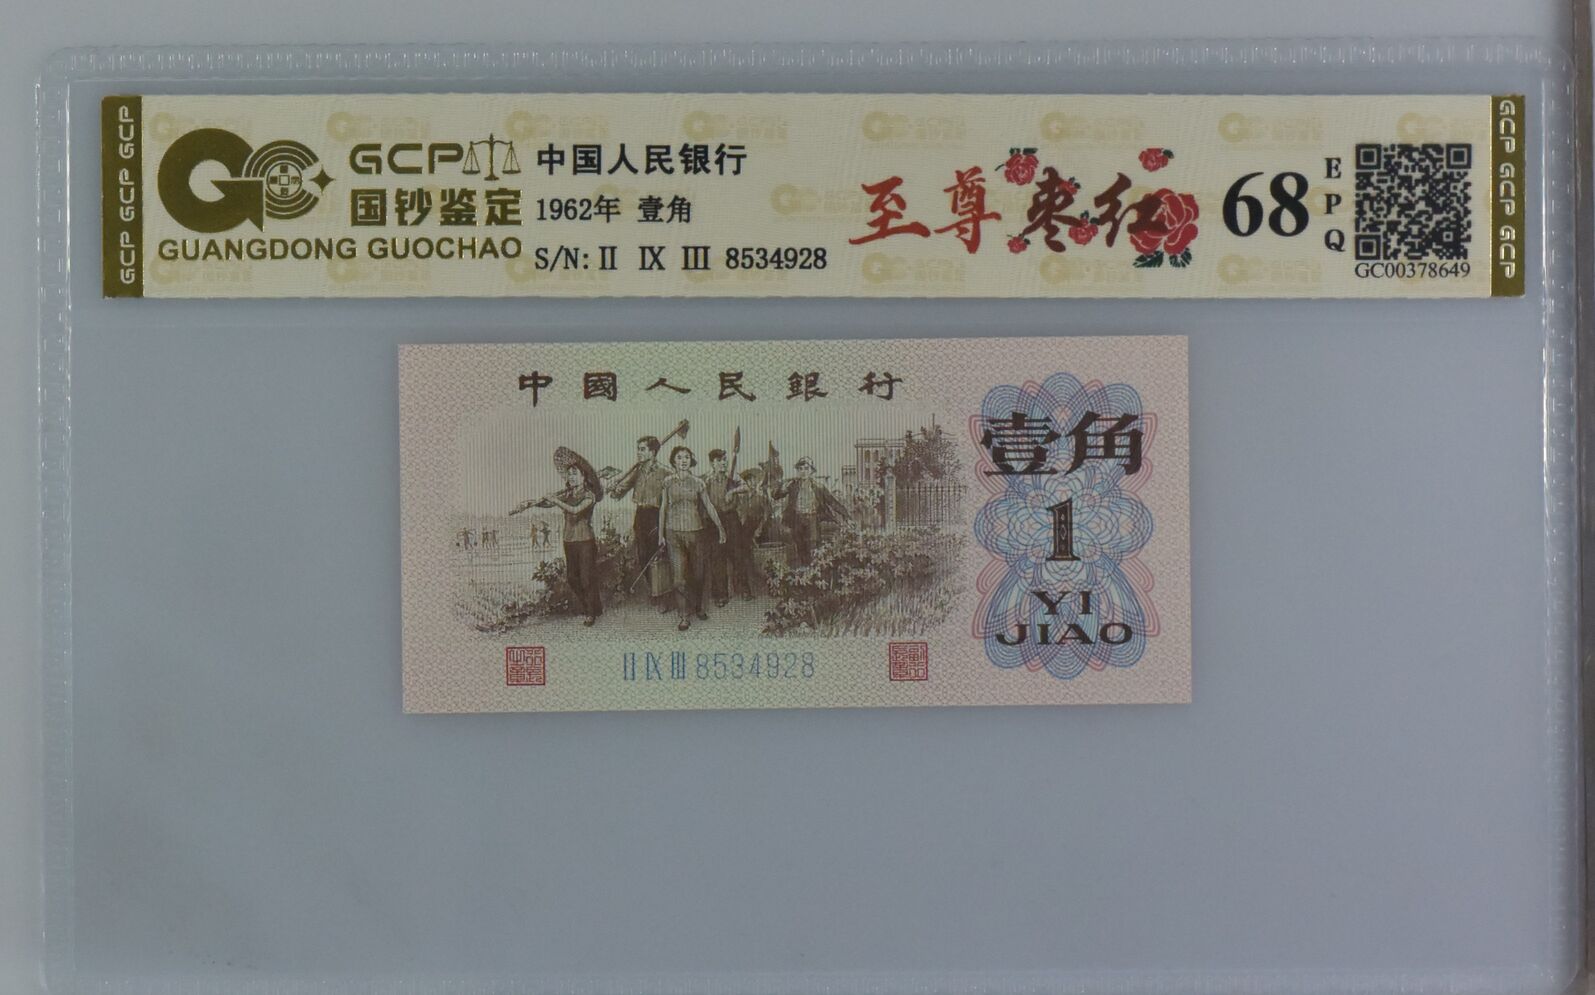 GCP GCP GCP
GCP
国钞鉴定
GUANGDONG GUOCHAO
中国人民银行
1962年 壹角
S/N: II IX III 8534928
至尊枣红
68
EPQ
GC00378649
GCP GCP GCP
中國人民銀行
壹角
1
YI
JIAO
II IX III 8534928